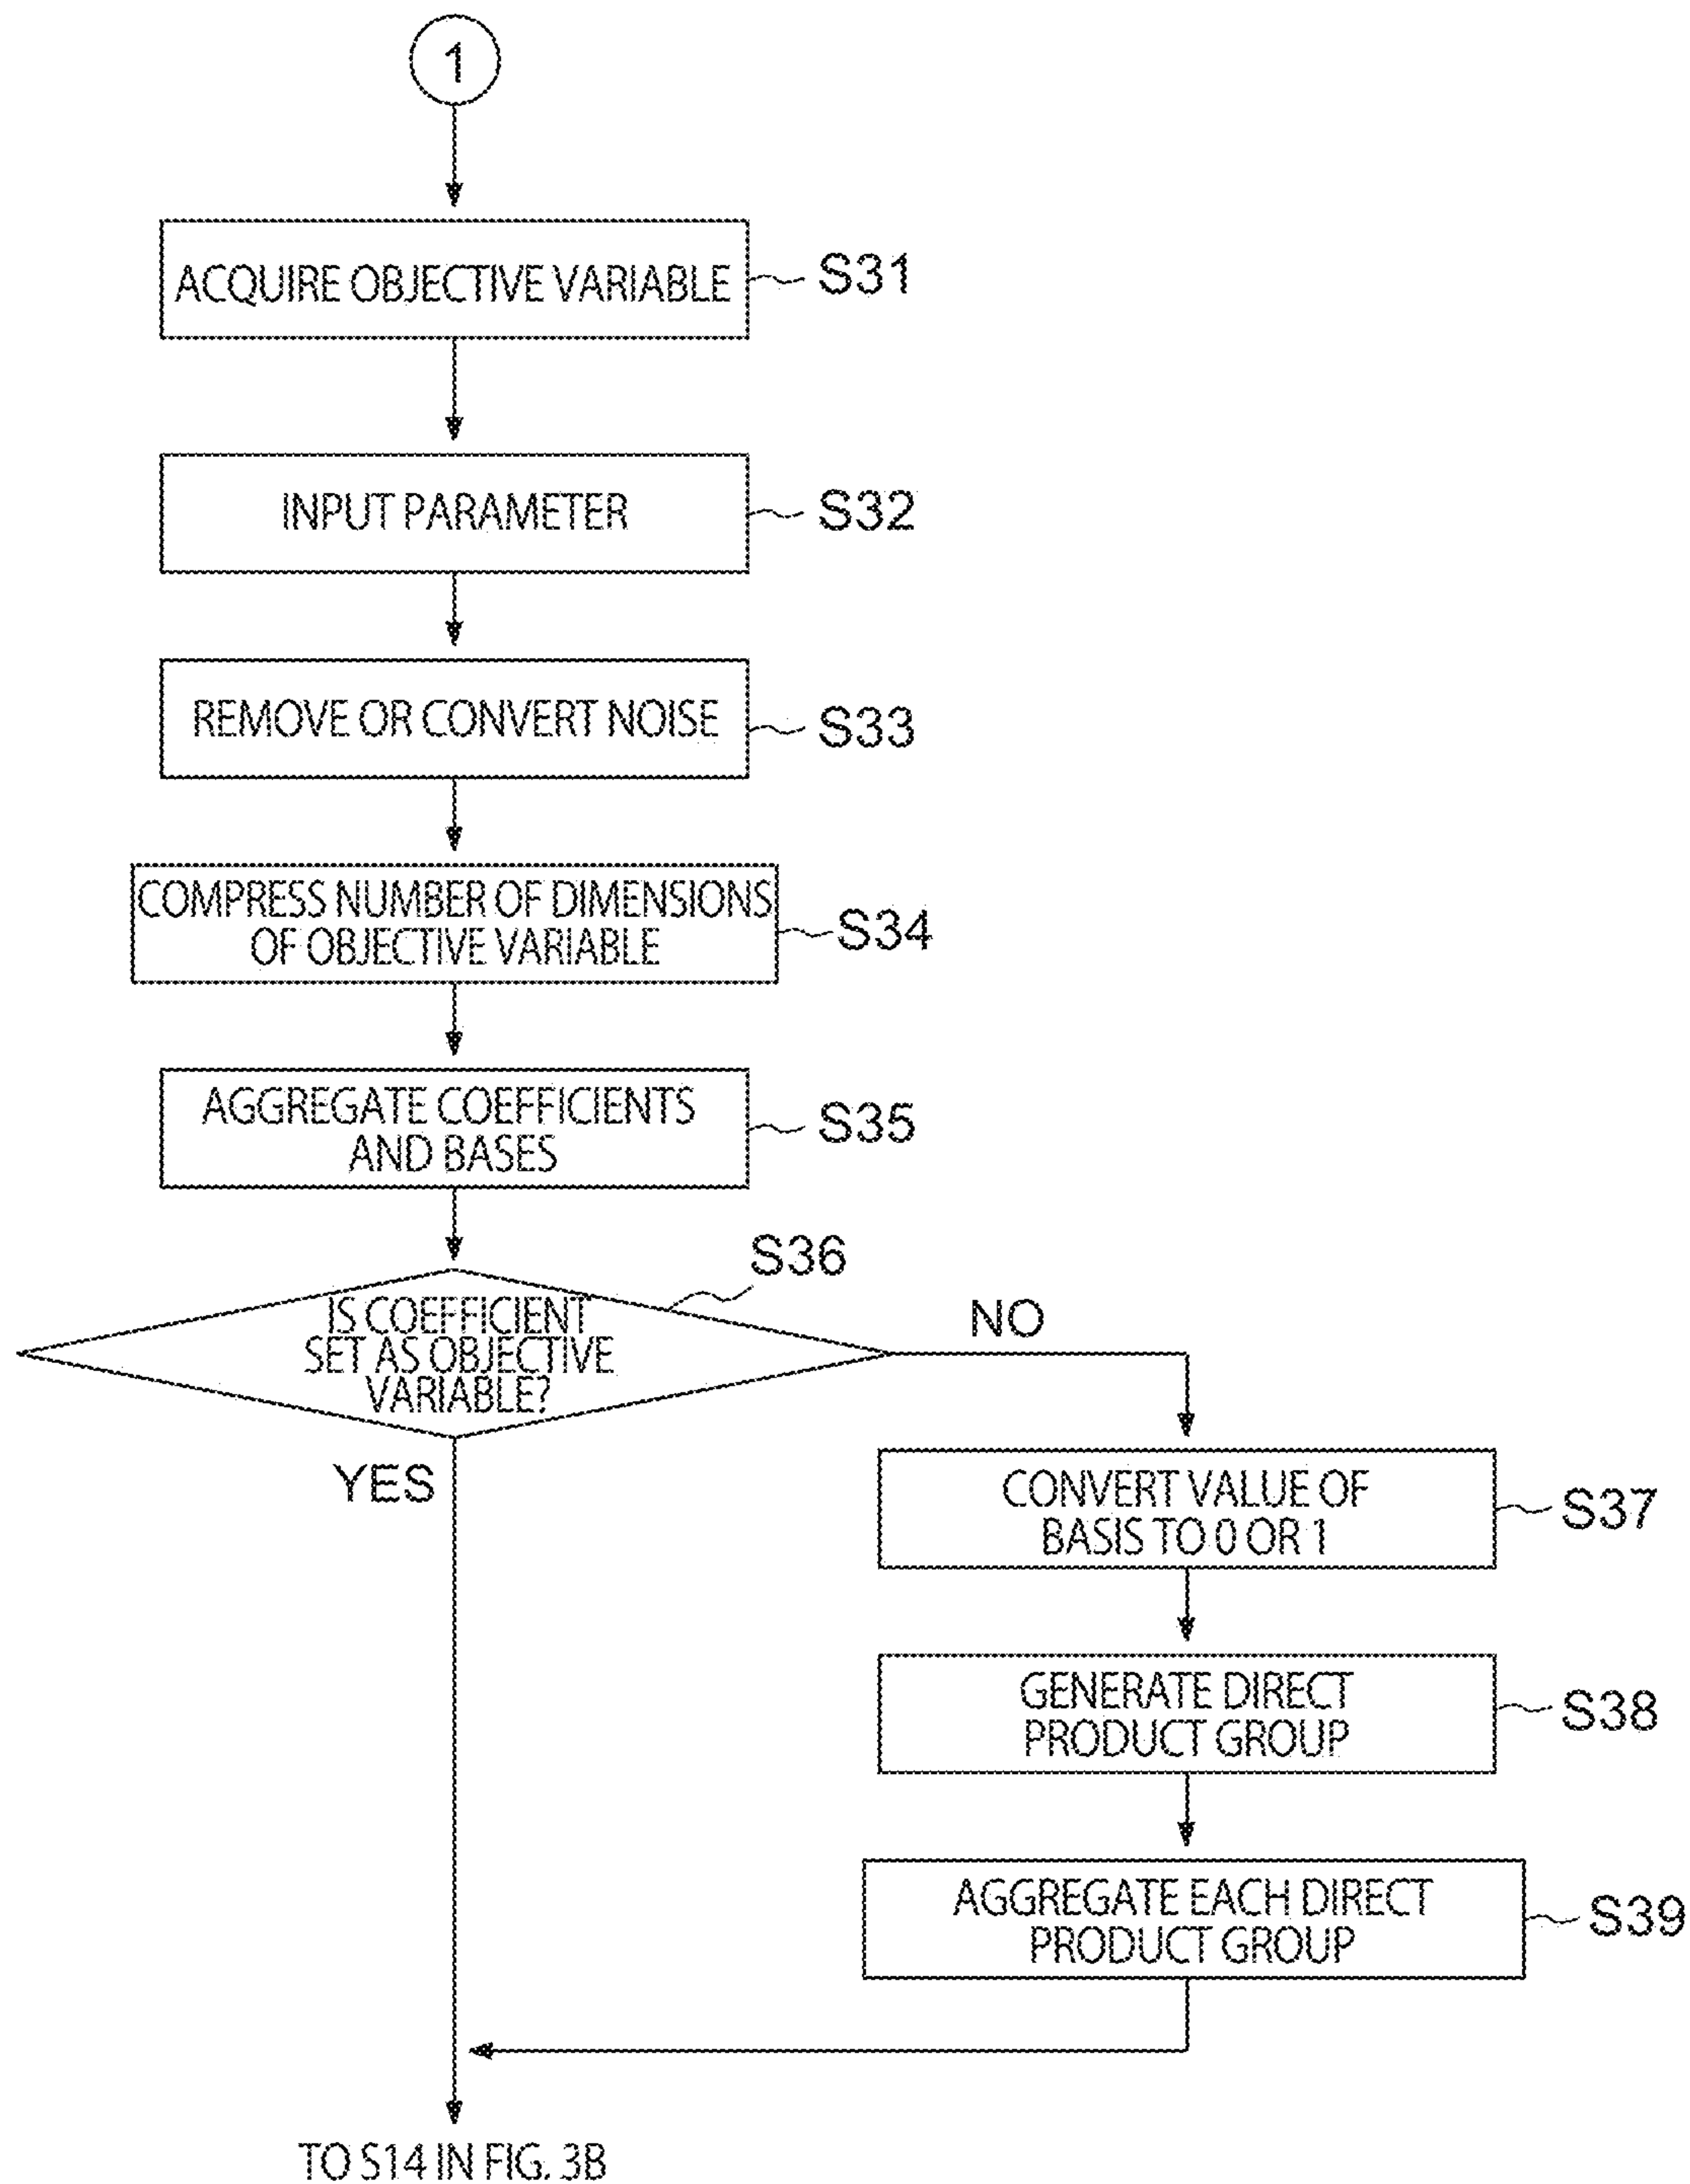 1
ACQUIRE OBJECTIVE VARIABLE
S31
INPUT PARAMETER
S32
REMOVE OR CONVERT NOISE
S33
COMPRESS NUMBER OF DIMENSIONS
OF OBJECTIVE VARIABLE
S34
AGGREGATE COEFFICIENTS
AND BASES
S35
S36
IS COEFFICIENT
SET AS OBJECTIVE
VARIABLE?
NO
YES
CONVERT VALUE OF
BASIS TO 0 OR 1
S37
GENERATE DIRECT
PRODUCT GROUP
S38
AGGREGATE EACH DIRECT
PRODUCT GROUP
S39
TO S14 IN FIG. 3B